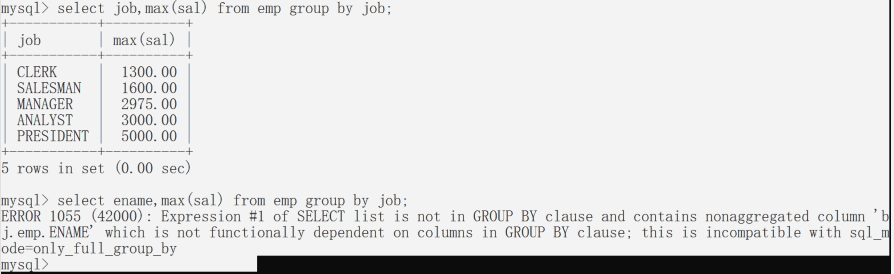 mysql> select job,max(sal) from emp group by job;
+-----------+----------+
| job       | max(sal) |
+-----------+----------+
| CLERK     |  1300.00 |
| SALESMAN  |  1600.00 |
| MANAGER   |  2975.00 |
| ANALYST   |  3000.00 |
| PRESIDENT |  5000.00 |
+-----------+----------+
5 rows in set (0.00 sec)
mysql> select ename,max(sal) from emp group by job;
ERROR 1055 (42000): Expression #1 of SELECT list is not in GROUP BY clause and contains nonaggregated column 'b
j.emp.ENAME' which is not functionally dependent on columns in GROUP BY clause; this is incompatible with sql_m
ode=only_full_group_by
mysql>